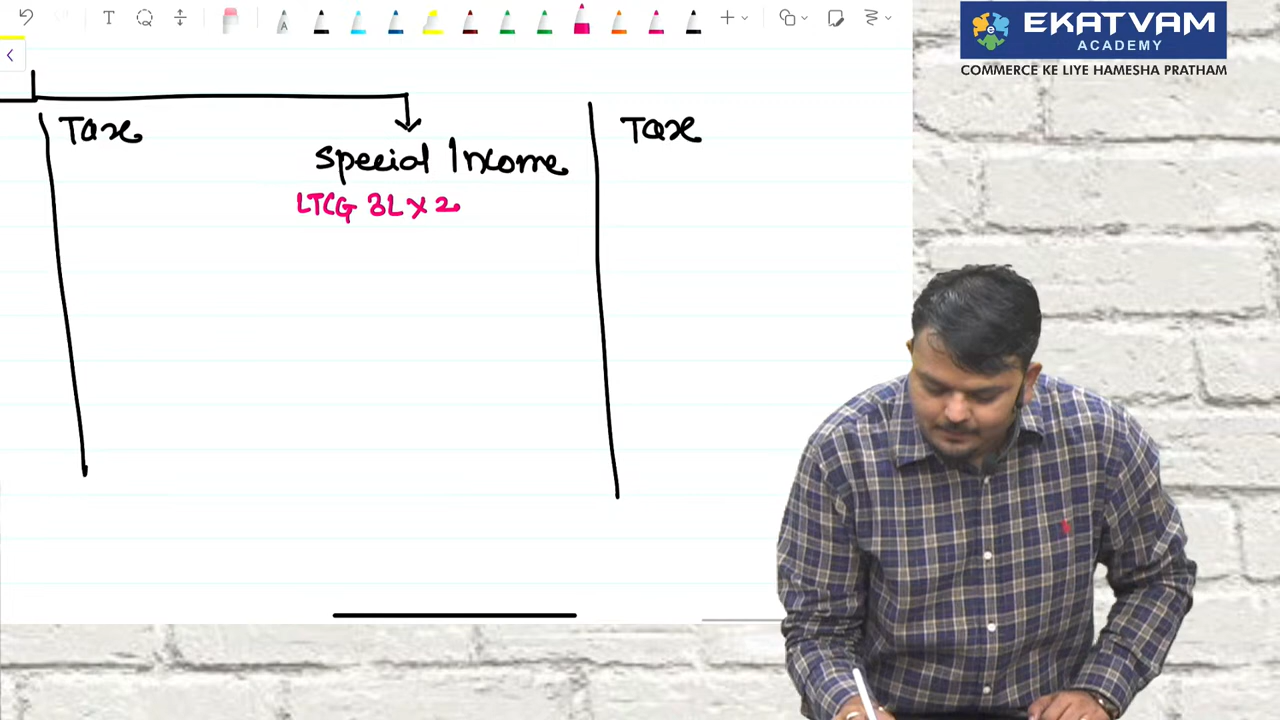 EKATVAM
ACADEMY
COMMERCE KE LIYE HAMESHA PRATHAM
Tax
Special Income
Tax
LTCG 3L x 2